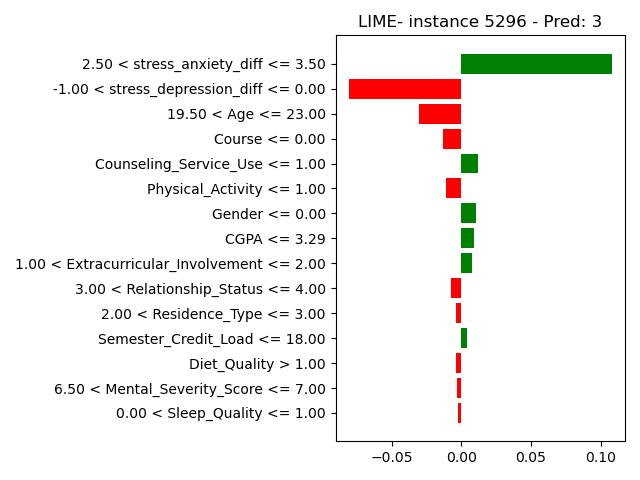 LIME- instance 5296 - Pred: 3
2.50 < stress_anxiety_diff <= 3.50
-1.00 < stress_depression_diff <= 0.00
19.50 < Age <= 23.00
Course <= 0.00
Counseling_Service_Use <= 1.00
Physical_Activity <= 1.00
Gender <= 0.00
CGPA <= 3.29
1.00 < Extracurricular_Involvement <= 2.00
3.00 < Relationship_Status <= 4.00
2.00 < Residence_Type <= 3.00
Semester_Credit_Load <= 18.00
Diet_Quality > 1.00
6.50 < Mental_Severity_Score <= 7.00
0.00 < Sleep_Quality <= 1.00
−0.05 0.00 0.05 0.10